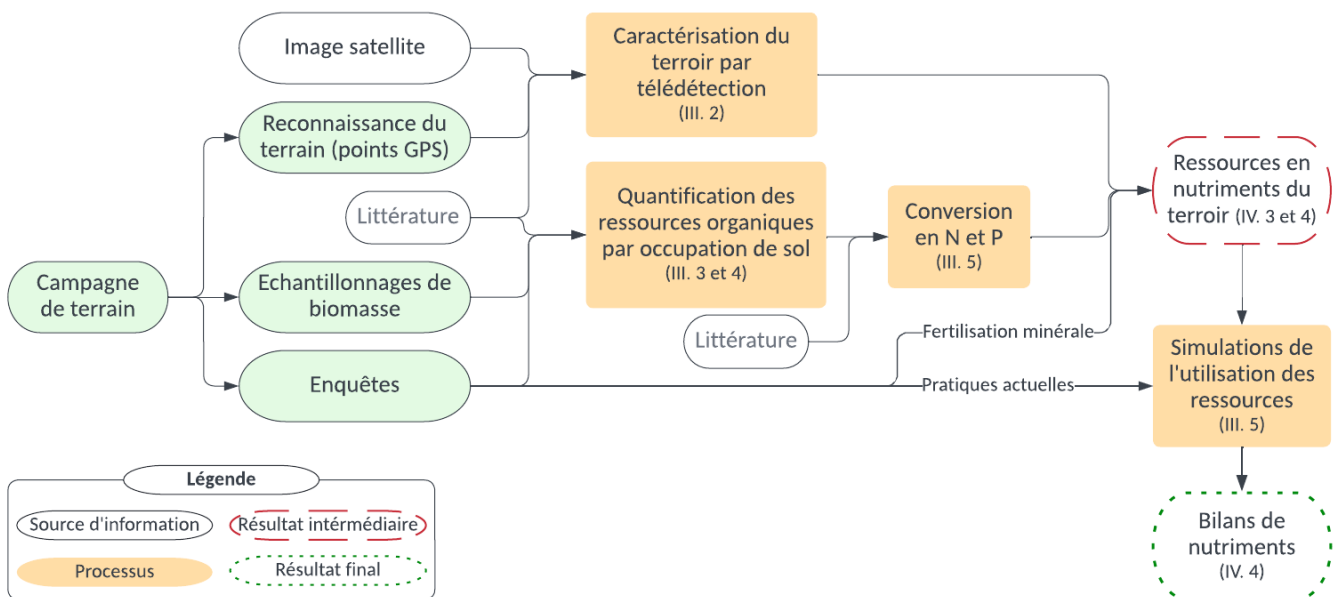 Image satellite
Caractérisation du
terroir par
télédétection
(III. 2)
Reconnaissance du
terrain (points GPS)
Littérature
Quantification des
ressources organiques
par occupation de sol
(III. 3 et 4)
Conversion
en N et P
(III. 5)
Ressources en
nutriments du
terroir (IV. 3 et 4)
Campagne
de terrain
Echantillonnages de
biomasse
Littérature
Fertilisation minérale
Enquêtes
Pratiques actuelles
Simulations de
l'utilisation des
ressources
(III. 5)
Bilans de
nutriments
(IV. 4)
Légende
Source d'information
Résultat intérmédiaire
Processus
Résultat final